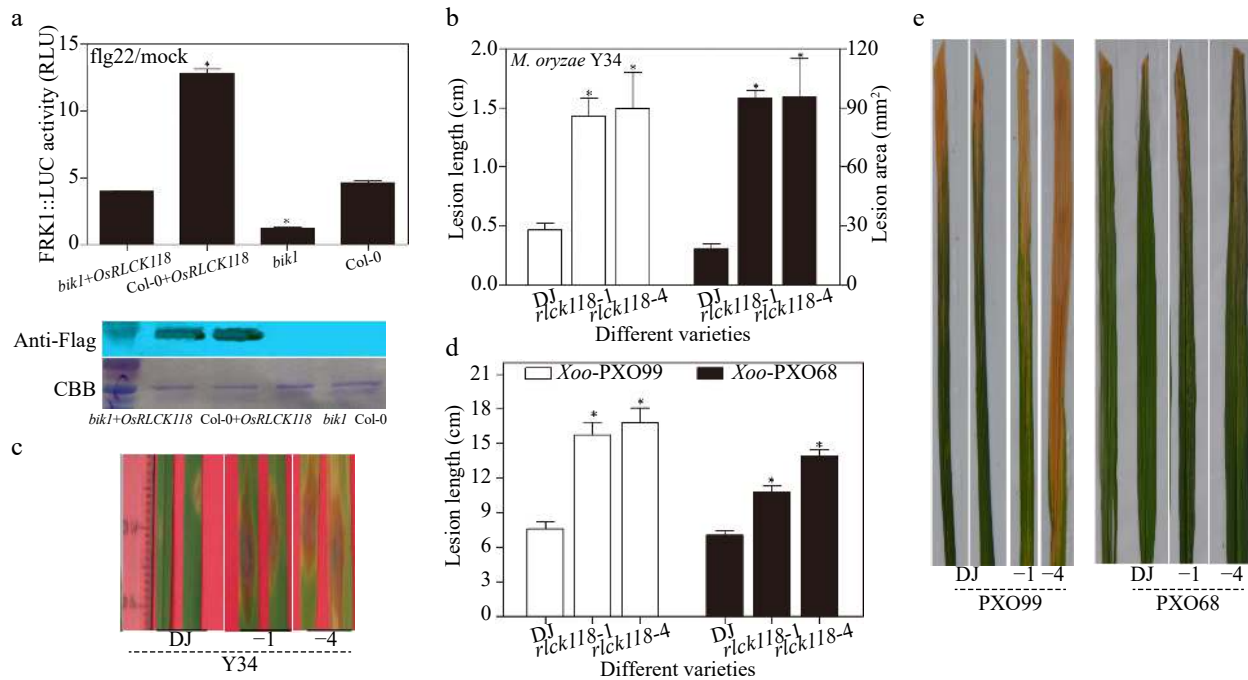 a
FRK1::LUC activity (RLU)
15
10
5
0
flg22/mock
*
*
bik1+OsRLCK118
Col-0+OsRLCK118
bik1
Col-0
Anti-Flag
CBB
bik1+OsRLCK118 Col-0+OsRLCK118 bik1 Col-0
b
Lesion length (cm)
2.0
1.5
1.0
0.5
0.0
M. oryzae Y34
*
*
*
*
120
90
60
30
0
Lesion area (mm²)
DJ
rlck118-1
rlck118-4
DJ
rlck118-1
rlck118-4
Different varieties
c
DJ −1 −4
Y34
d
Lesion length (cm)
21
18
15
12
9
6
3
0
Xoo-PXO99 Xoo-PXO68
*
*
*
*
DJ
rlck118-1
rlck118-4
DJ
rlck118-1
rlck118-4
Different varieties
e
DJ −1 −4
PXO99
DJ −1 −4
PXO68